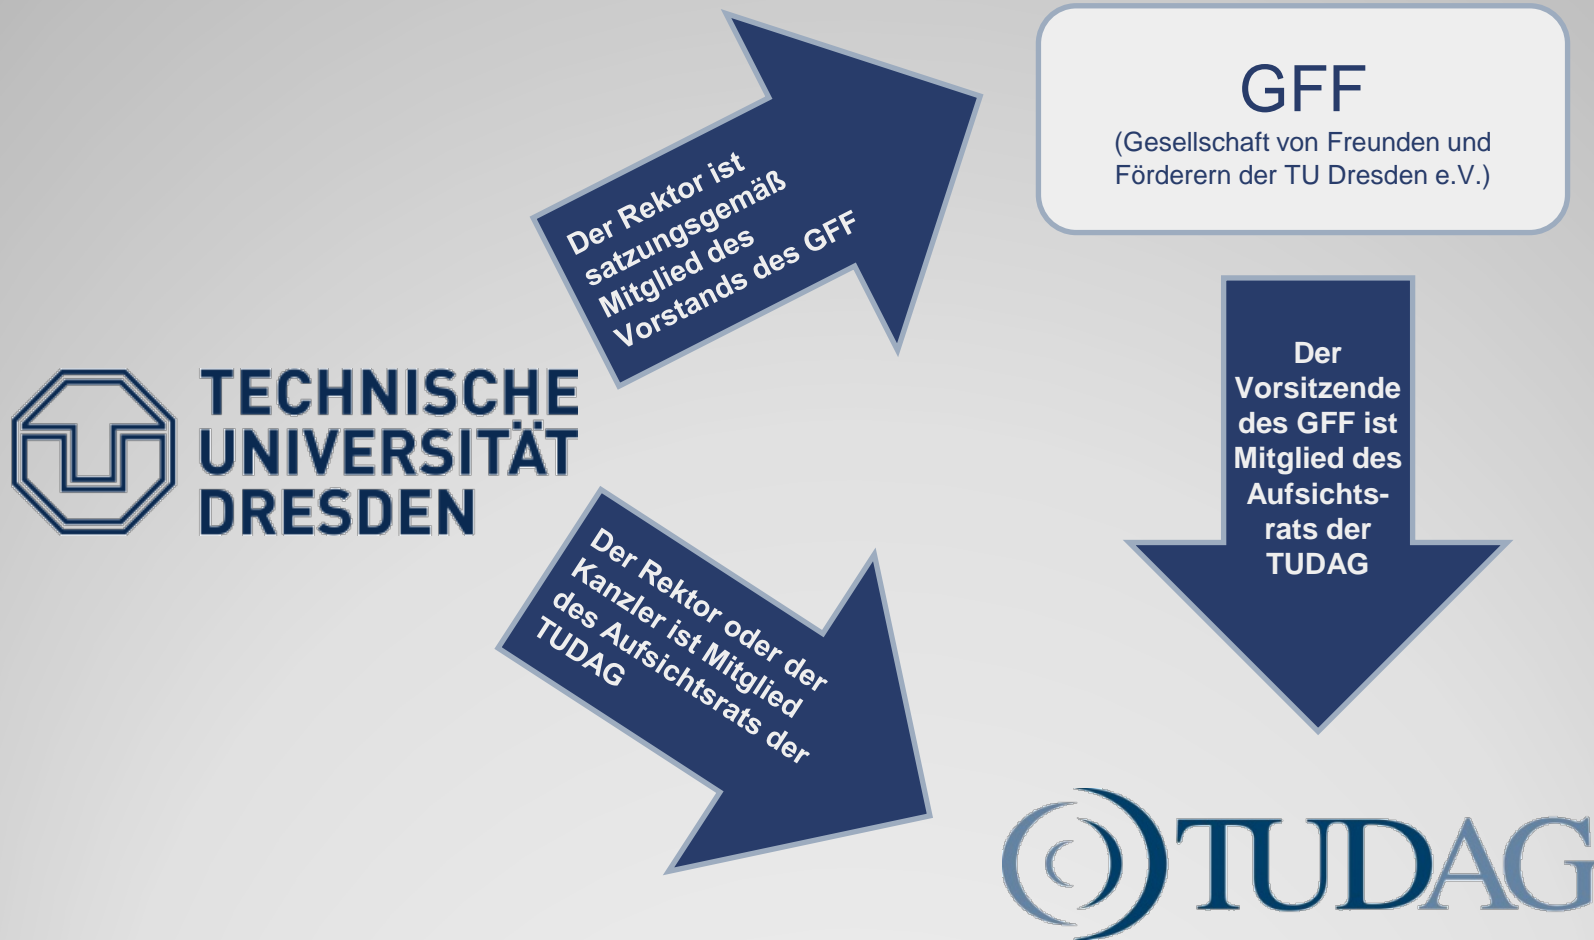 Der Rektor ist
satzungsgemäß
Mitglied des
Vorstands des GFF
GFF
(Gesellschaft von Freunden und
Förderern der TU Dresden e.V.)
TECHNISCHE
UNIVERSITÄT
DRESDEN
Der
Vorsitzende
des GFF ist
Mitglied des
Aufsichts-
rats der
TUDAG
Der Rektor oder der
Kanzler ist Mitglied
des Aufsichtsrats der
TUDAG
TUDAG